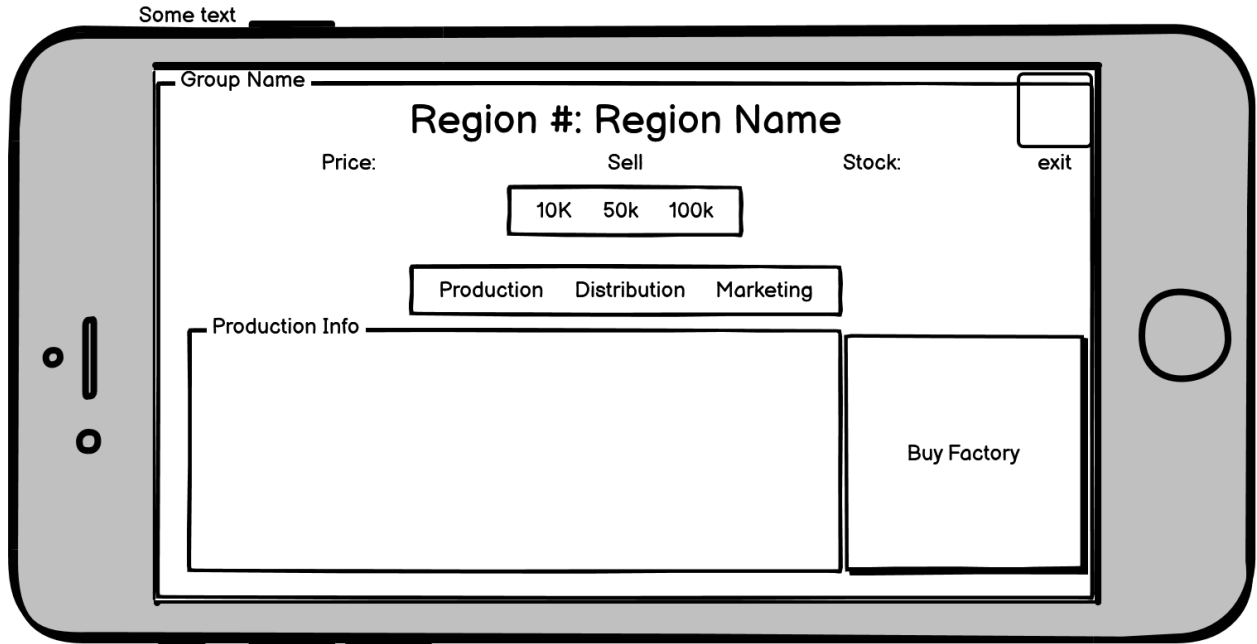 Some text
Group Name
Region #: Region Name
Price: Sell Stock: exit
10K 50k 100k
Production Distribution Marketing
Production Info
Buy Factory